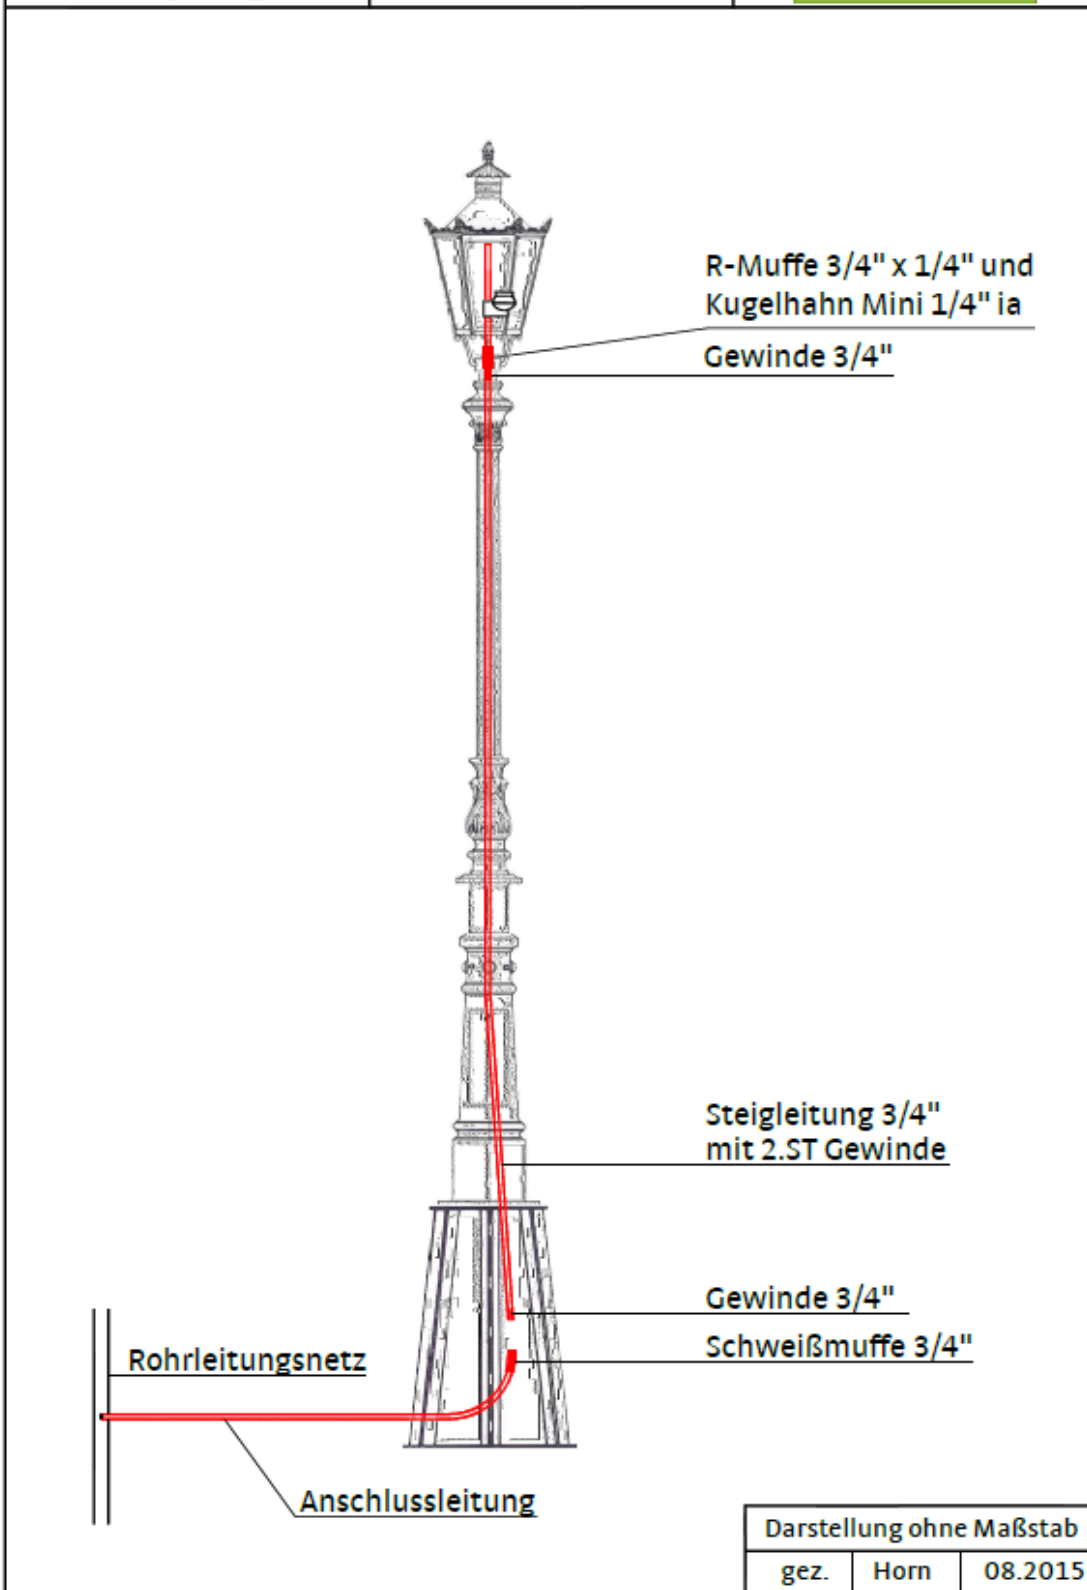 R-Muffe 3/4" x 1/4" und
Kugelhahn Mini 1/4" ia
Gewinde 3/4"
Steigleitung 3/4"
mit 2.ST Gewinde
Gewinde 3/4"
Schweißmuffe 3/4"
Rohrleitungsnetz
Anschlussleitung
Darstellung ohne Maßstab
gez. Horn 08.2015